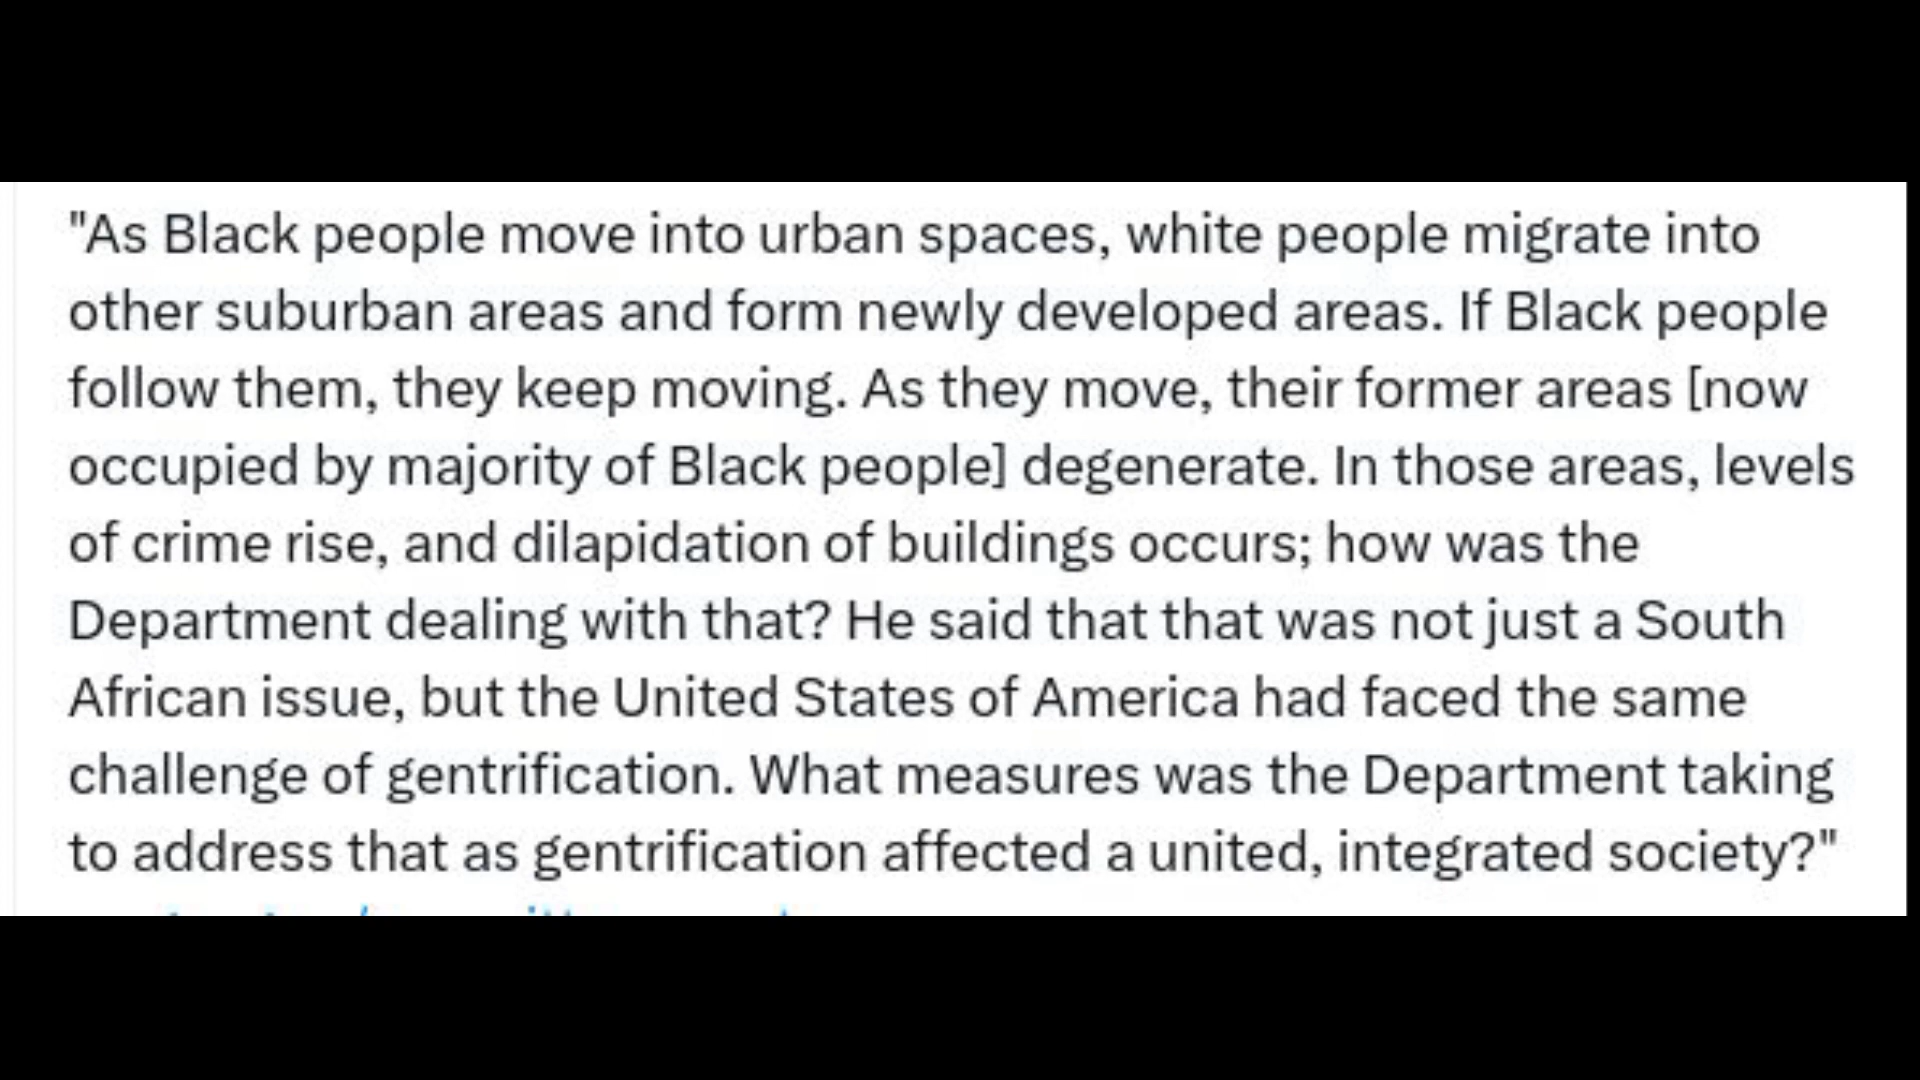 "As Black people move into urban spaces, white people migrate into
other suburban areas and form newly developed areas. If Black people
follow them, they keep moving. As they move, their former areas [now
occupied by majority of Black people] degenerate. In those areas, levels
of crime rise, and dilapidation of buildings occurs; how was the
Department dealing with that? He said that that was not just a South
African issue, but the United States of America had faced the same
challenge of gentrification. What measures was the Department taking
to address that as gentrification affected a united, integrated society?"